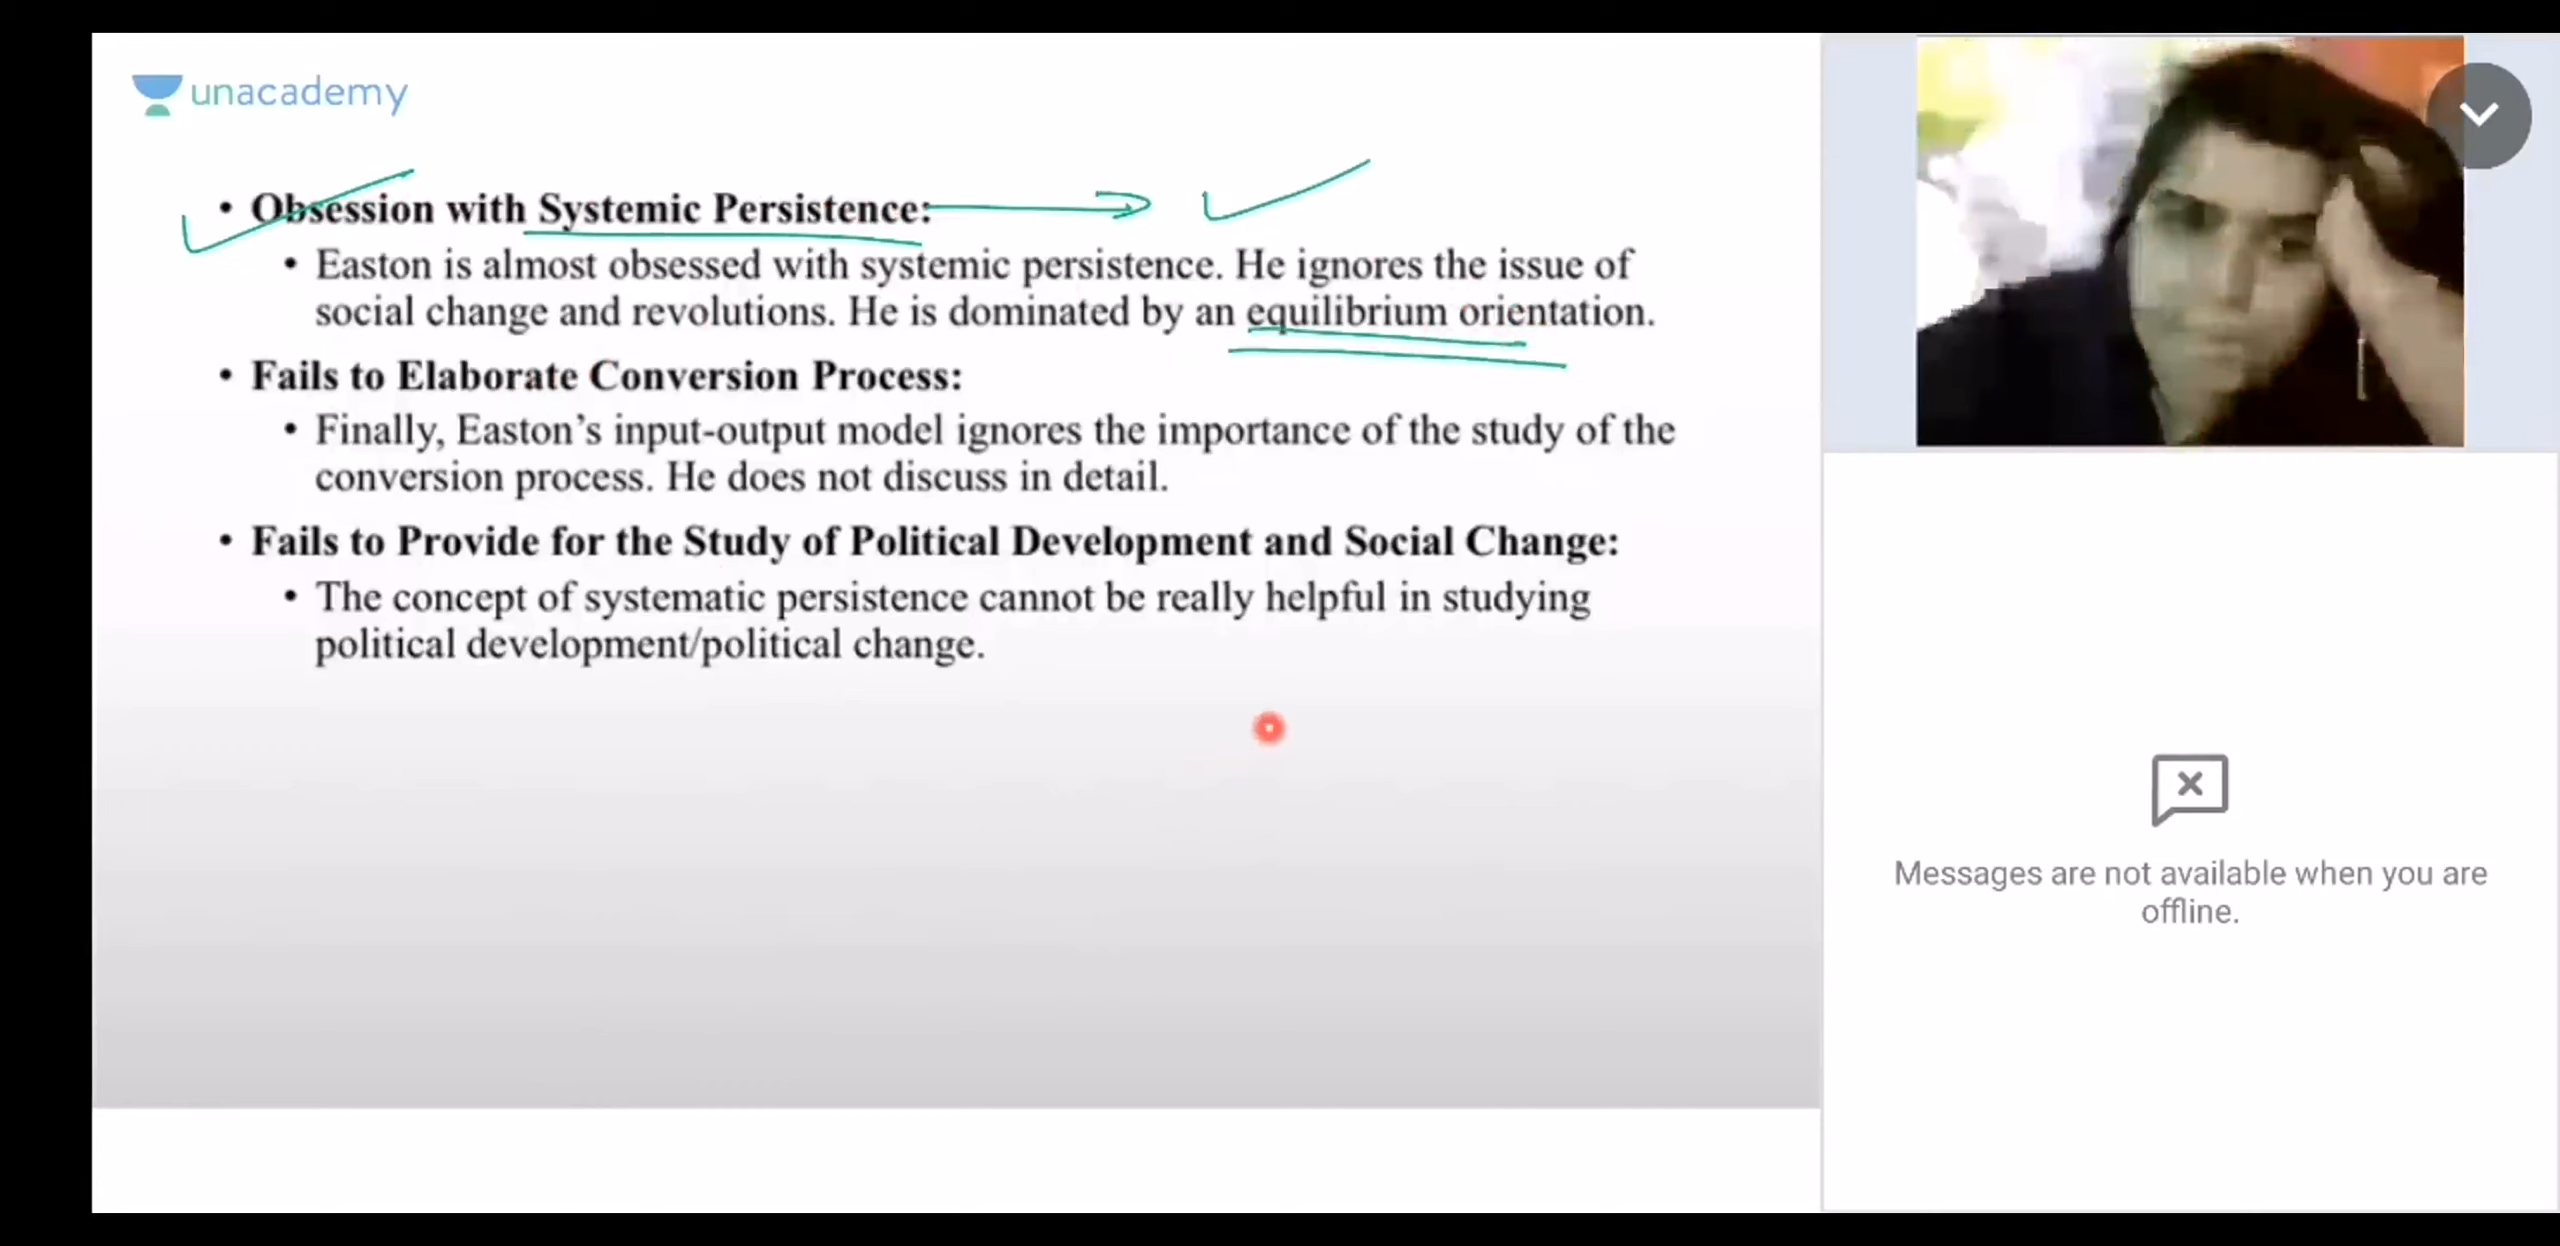 unacademy
• Obsession with Systemic Persistence:
• Easton is almost obsessed with systemic persistence. He ignores the issue of
social change and revolutions. He is dominated by an equilibrium orientation.
• Fails to Elaborate Conversion Process:
• Finally, Easton’s input-output model ignores the importance of the study of the
conversion process. He does not discuss in detail.
• Fails to Provide for the Study of Political Development and Social Change:
• The concept of systematic persistence cannot be really helpful in studying
political development/political change.
Messages are not available when you are
offline.